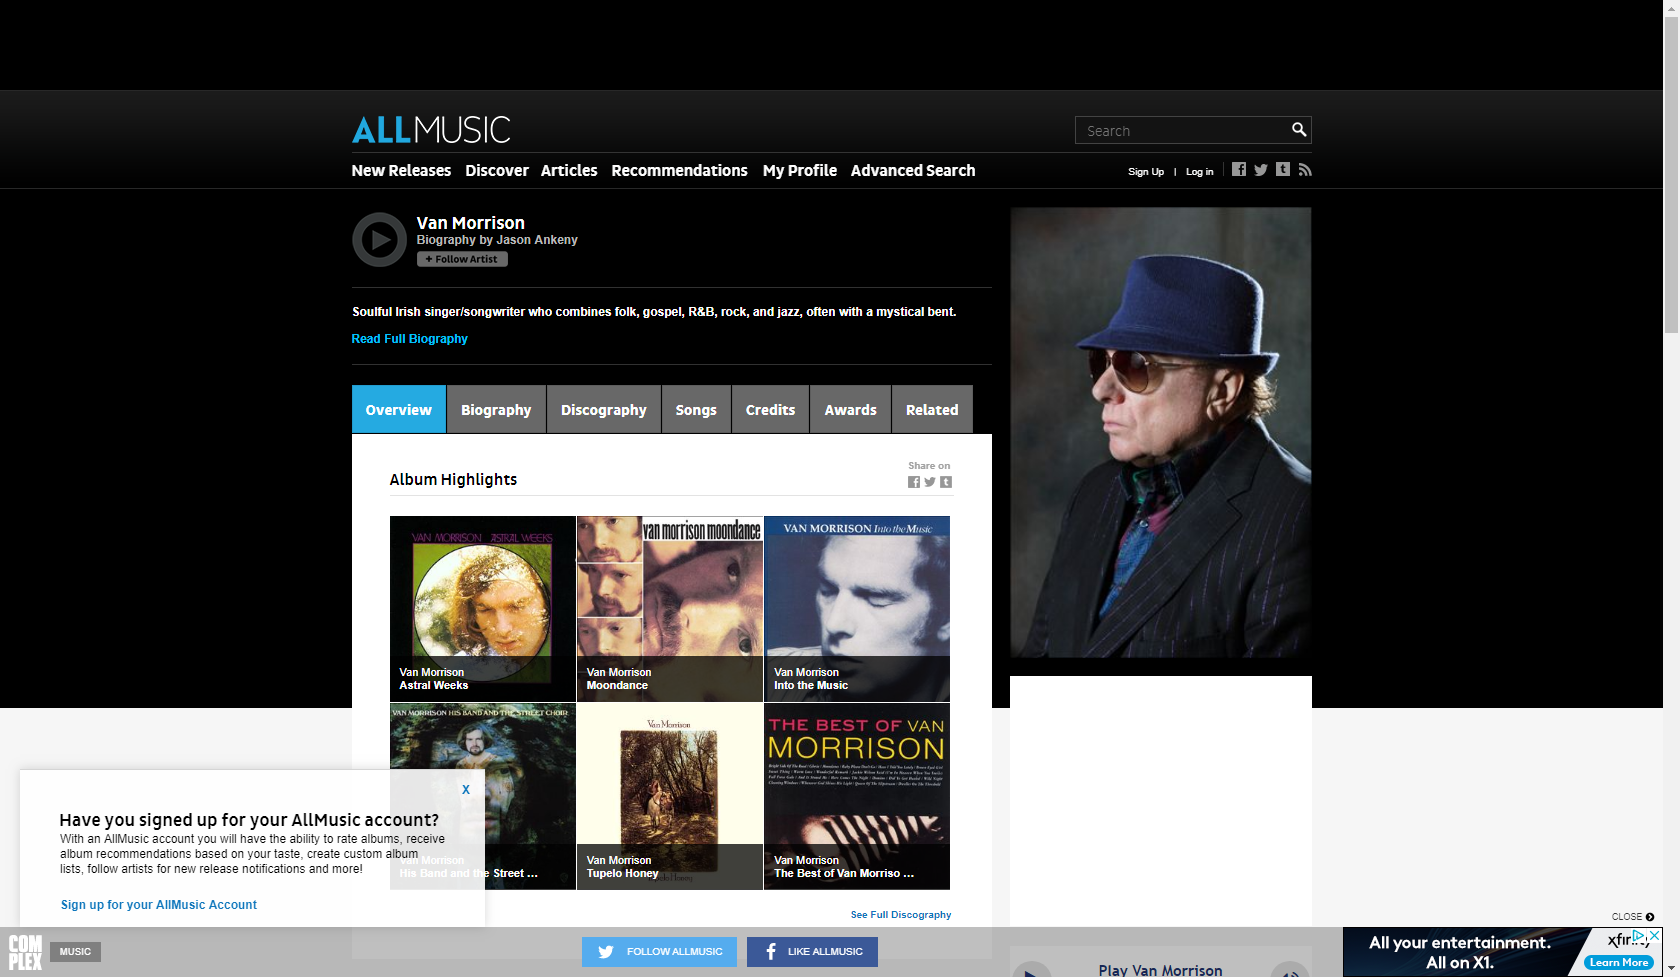 ALLMUSIC
Search
New Releases Discover Articles Recommendations My Profile Advanced Search
Sign Up | Log in
Van Morrison
Biography by Jason Ankeny
+ Follow Artist
Soulful Irish singer/songwriter who combines folk, gospel, R&B, rock, and jazz, often with a mystical bent.
Read Full Biography
Overview Biography Discography Songs Credits Awards Related
Album Highlights
Share on
VAN MORRISON ASTRAL WEEKS
Van Morrison
Astral Weeks
van morrison moondance
Van Morrison
Moondance
VAN MORRISON Into the Music
Van Morrison
Into the Music
VAN MORRISON HIS BAND AND THE STREET CHOIR
Van Morrison
His Band and the Street ...
Van Morrison
Tupelo Honey
Van Morrison
Tupelo Honey
THE BEST OF VAN
MORRISON
Van Morrison
The Best of Van Morriso ...
See Full Discography
X
Have you signed up for your AllMusic account?
With an AllMusic account you will have the ability to rate albums, receive
album recommendations based on your taste, create custom album
lists, follow artists for new release notifications and more!
Sign up for your AllMusic Account
COM
PLEX
MUSIC
FOLLOW ALLMUSIC
LIKE ALLMUSIC
Play Van Morrison
CLOSE
All your entertainment.
All on X1.
xfinity
Learn More